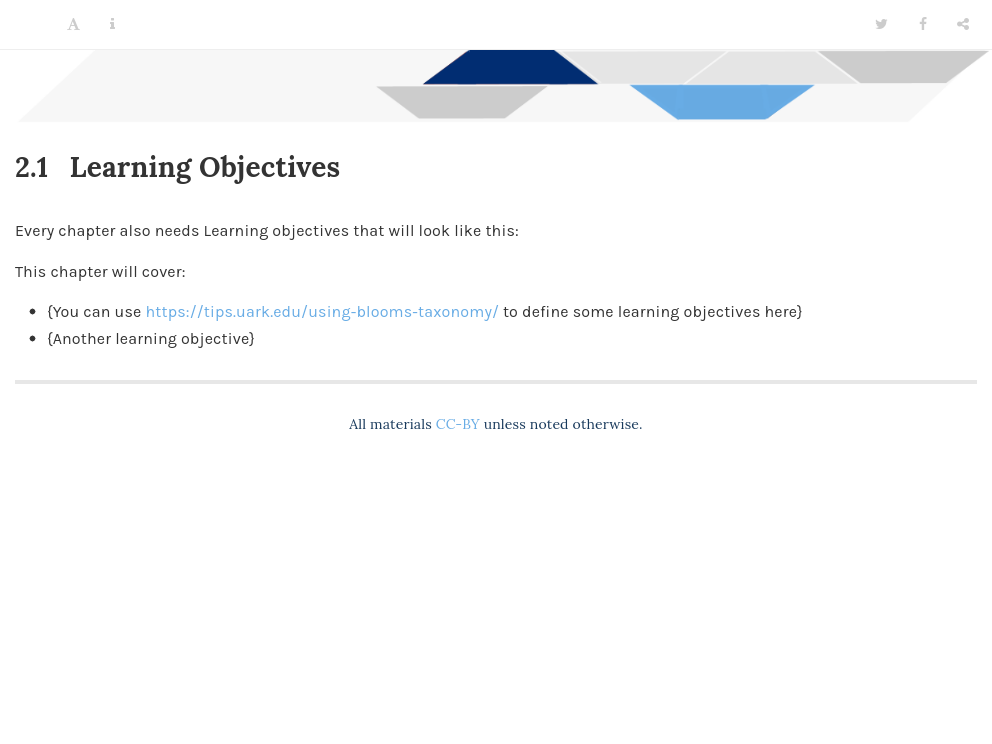 2.1 Learning Objectives
Every chapter also needs Learning objectives that will look like this:
This chapter will cover:
• {You can use https://tips.uark.edu/using-blooms-taxonomy/ to define some learning objectives here}
• {Another learning objective}
All materials CC-BY unless noted otherwise.